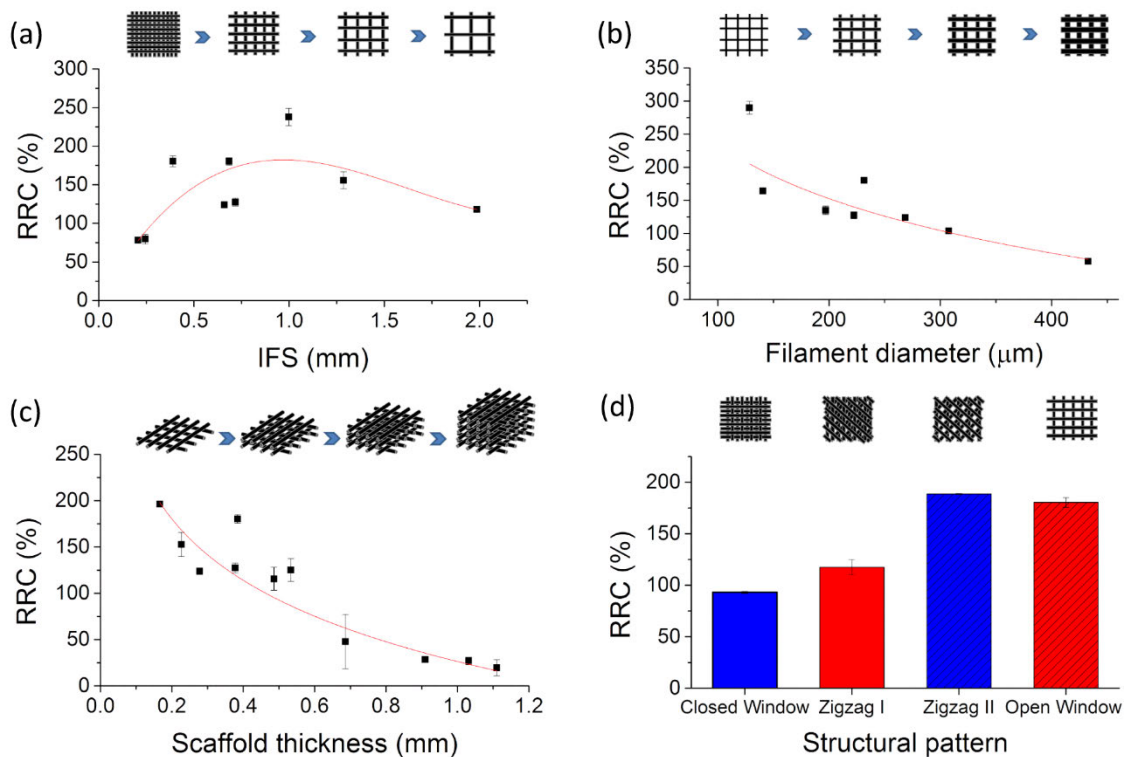 (a)
300
250
200
150
100
50
0
RRC (%)
0.0 0.5 1.0 1.5 2.0
IFS (mm)
(b)
350
300
250
200
150
100
50
0
RRC (%)
100 200 300 400
Filament diameter (μm)
(c)
250
200
150
100
50
0
RRC (%)
0.0 0.2 0.4 0.6 0.8 1.0 1.2
Scaffold thickness (mm)
(d)
200
150
100
50
0
RRC (%)
Closed Window Zigzag I Zigzag II Open Window
Structural pattern